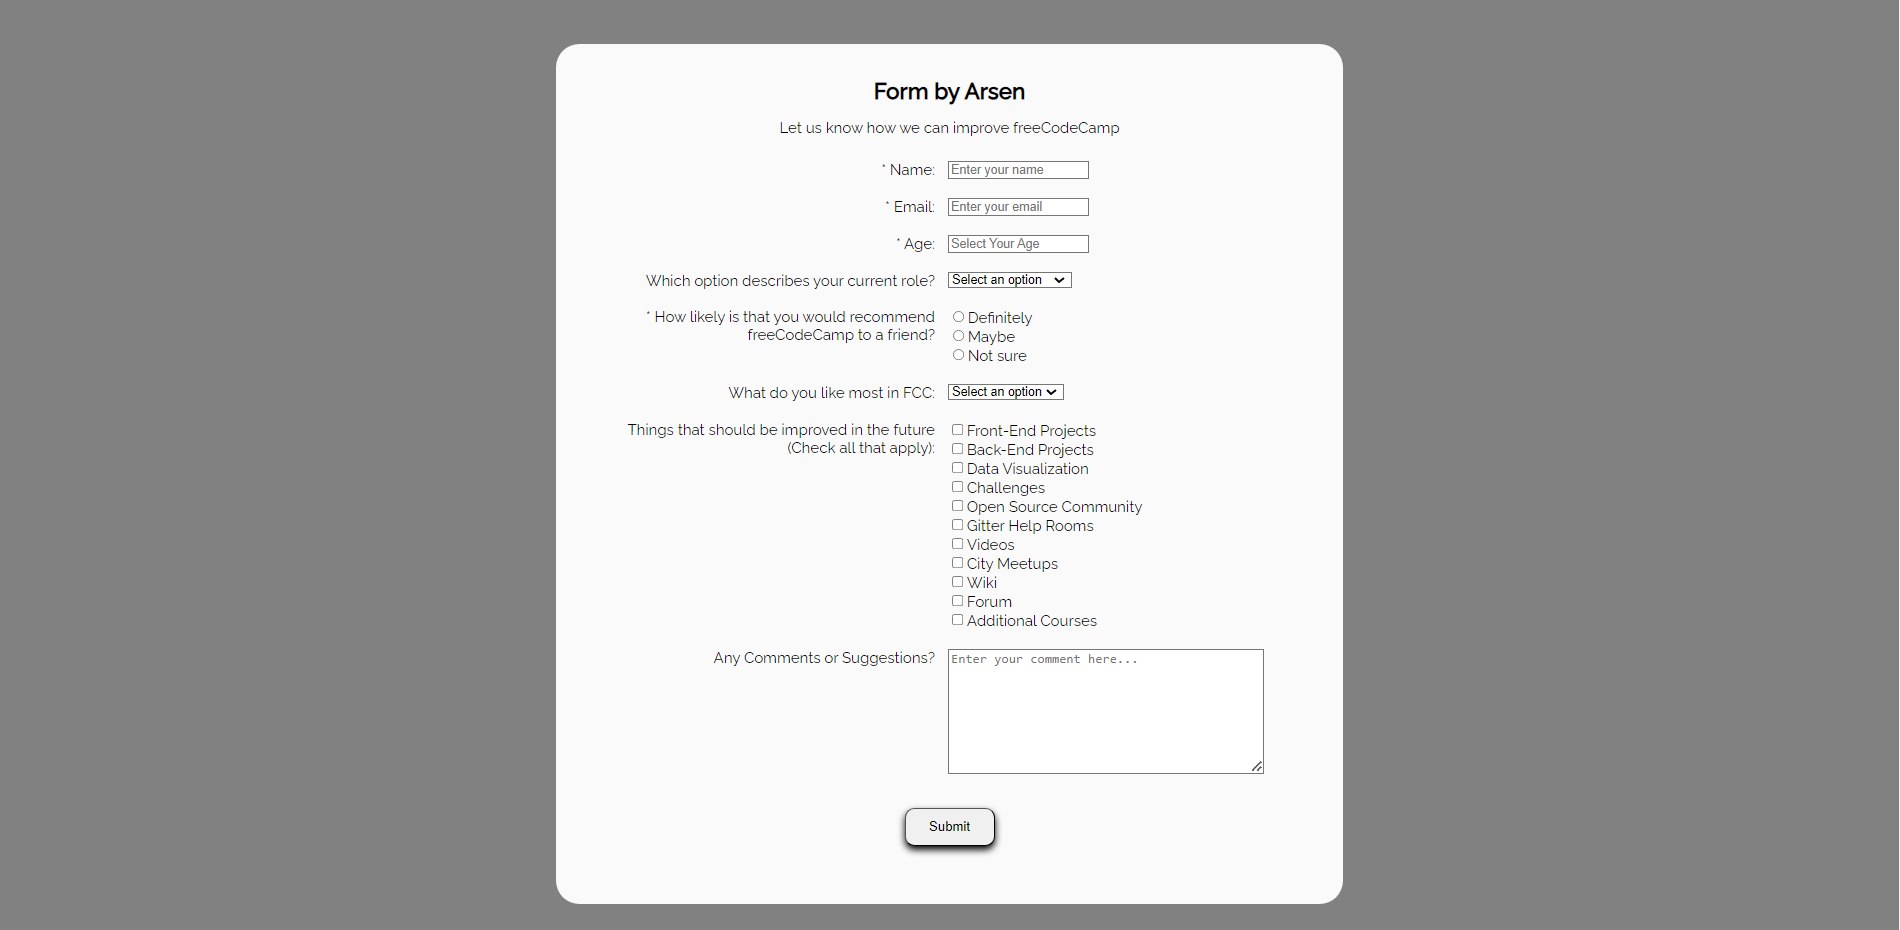 Form by Arsen
Let us know how we can improve freeCodeCamp
* Name: Enter your name
* Email: Enter your email
* Age: Select Your Age
Which option describes your current role? Select an option
* How likely is that you would recommend
freeCodeCamp to a friend?
Definitely
Maybe
Not sure
What do you like most in FCC: Select an option
Things that should be improved in the future
(Check all that apply):
Front-End Projects
Back-End Projects
Data Visualization
Challenges
Open Source Community
Gitter Help Rooms
Videos
City Meetups
Wiki
Forum
Additional Courses
Any Comments or Suggestions? Enter your comment here...
Submit